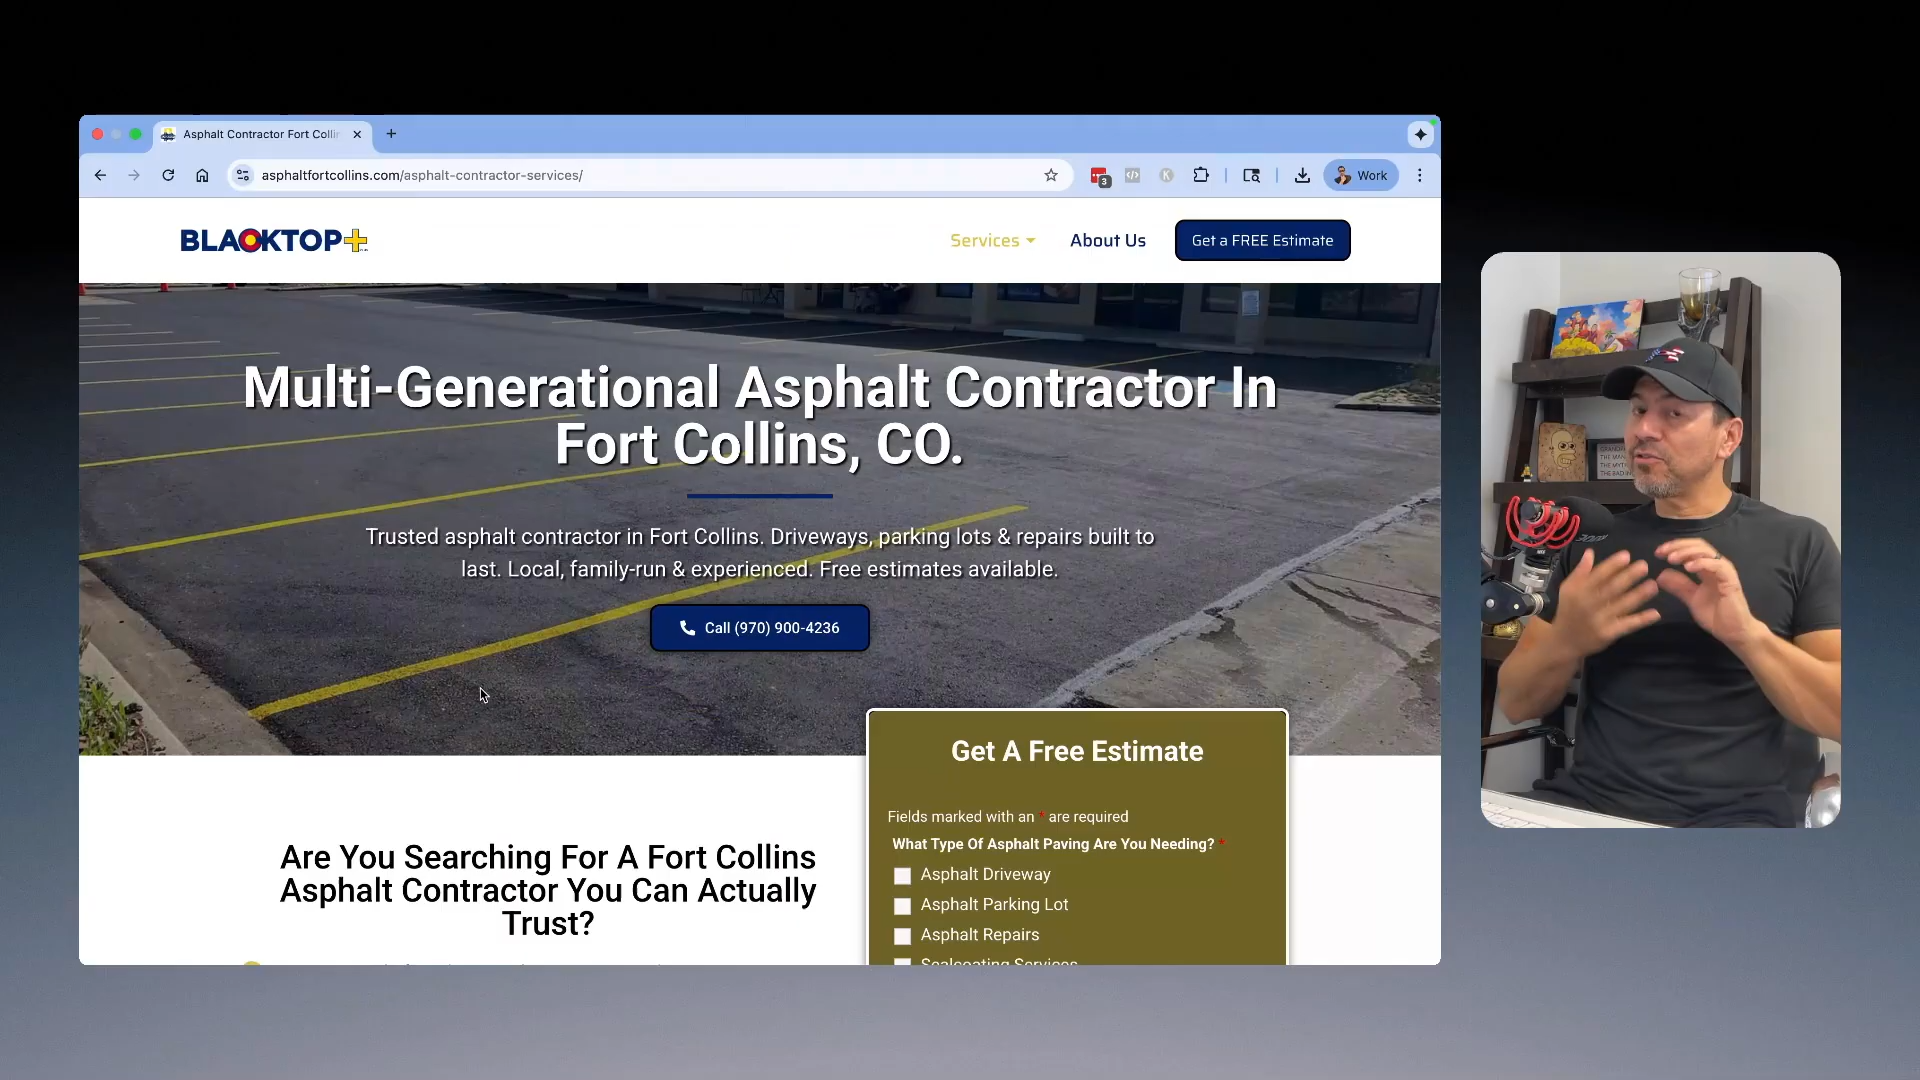 Asphalt Contractor Fort Collin
asphaltfortcollins.com/asphalt-contractor-services/
3
K
Work
BLACKTOP+
Services
About Us
Get a FREE Estimate
Multi-Generational Asphalt Contractor In
Fort Collins, CO.
Trusted asphalt contractor in Fort Collins. Driveways, parking lots & repairs built to
last. Local, family-run & experienced. Free estimates available.
Call (970) 900-4236
Get A Free Estimate
Fields marked with an * are required
What Type Of Asphalt Paving Are You Needing? *
Asphalt Driveway
Asphalt Parking Lot
Asphalt Repairs
Sealcoating Services
Are You Searching For A Fort Collins
Asphalt Contractor You Can Actually
Trust?